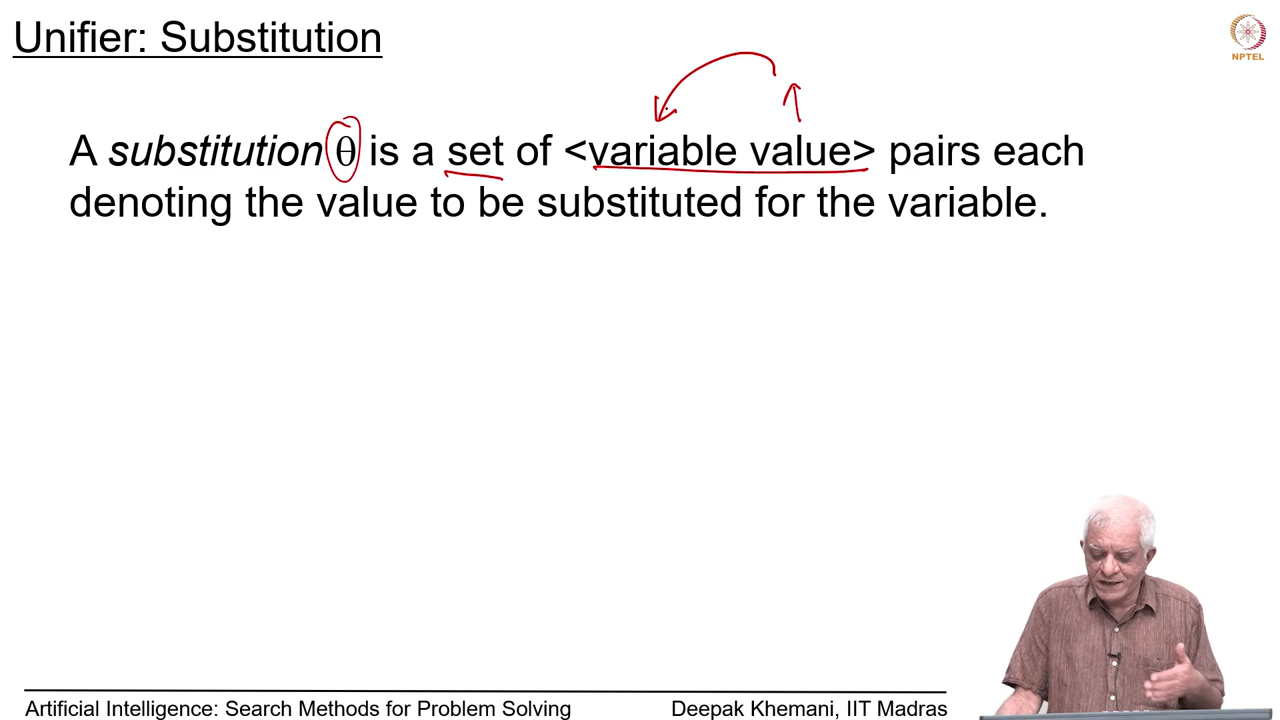 Unifier: Substitution
NPTEL
A substitution θ is a set of <variable value> pairs each
denoting the value to be substituted for the variable.
Artificial Intelligence: Search Methods for Problem Solving
Deepak Khemani, IIT Madras